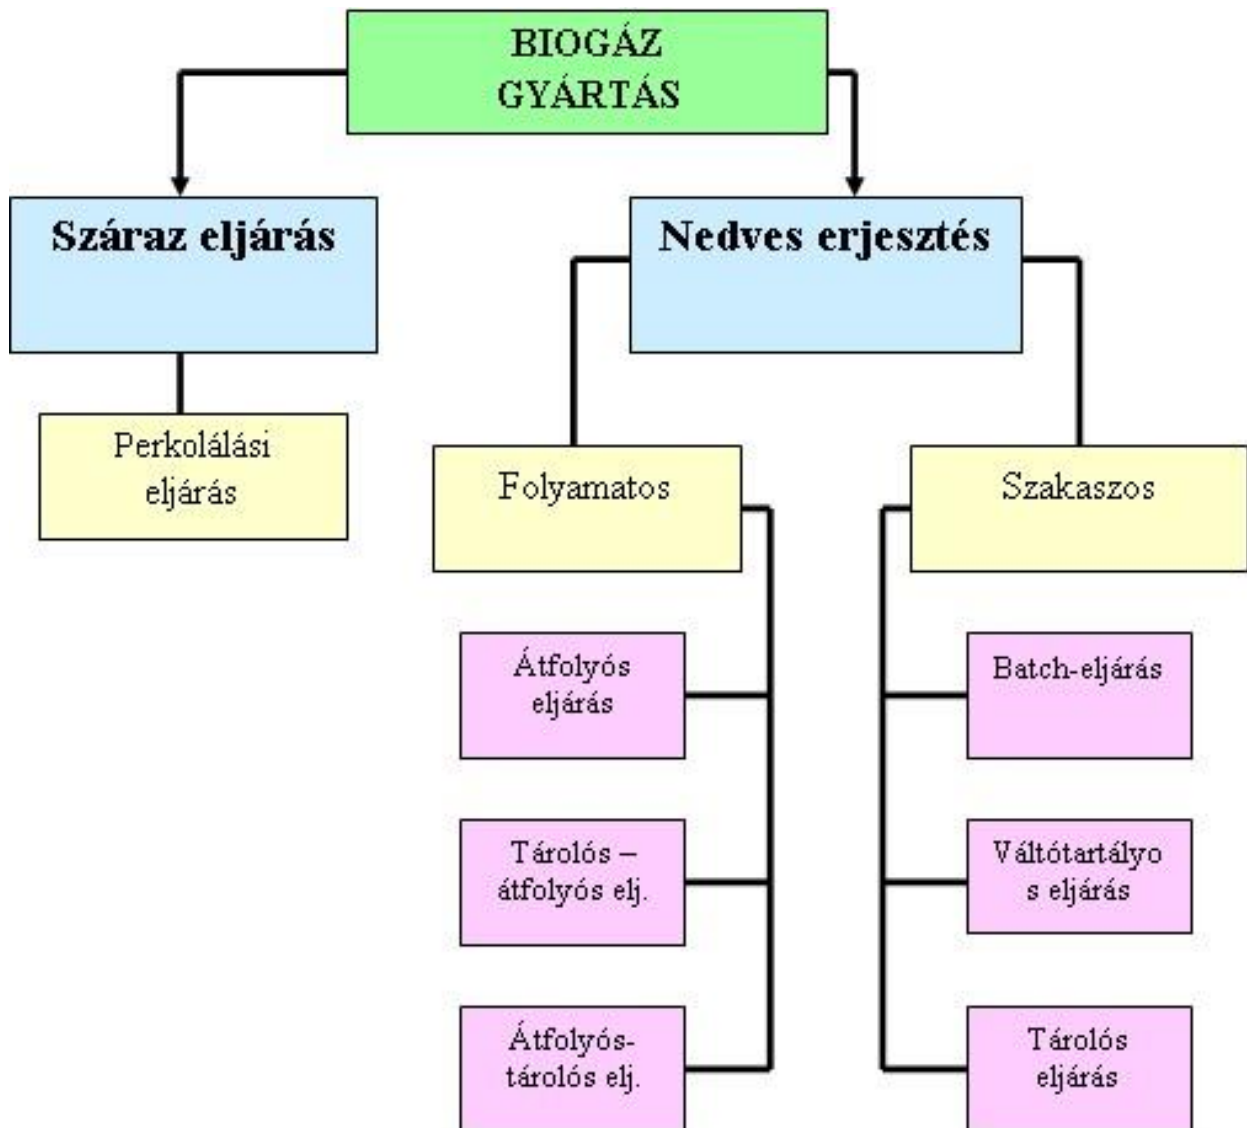 BIOGÁZ
GYÁRTÁS
Száraz eljárás
Nedves erjesztés
Perkolálási
eljárás
Folyamatos
Szakaszos
Átfolyós
eljárás
Batch-eljárás
Tárolós –
átfolyós elj.
Váltótartályo
s eljárás
Átfolyós-
tárolós elj.
Tárolós
eljárás